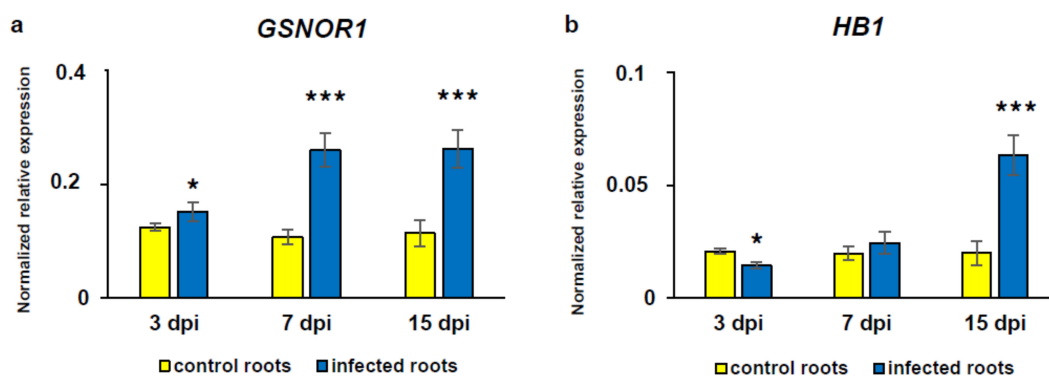 a
GSNOR1
Normalized relative expression
0.4
0.2
0
***
***
*
3 dpi 7 dpi 15 dpi
control roots infected roots
b
HB1
Normalized relative expression
0.1
0.05
0
***
*
3 dpi 7 dpi 15 dpi
control roots infected roots